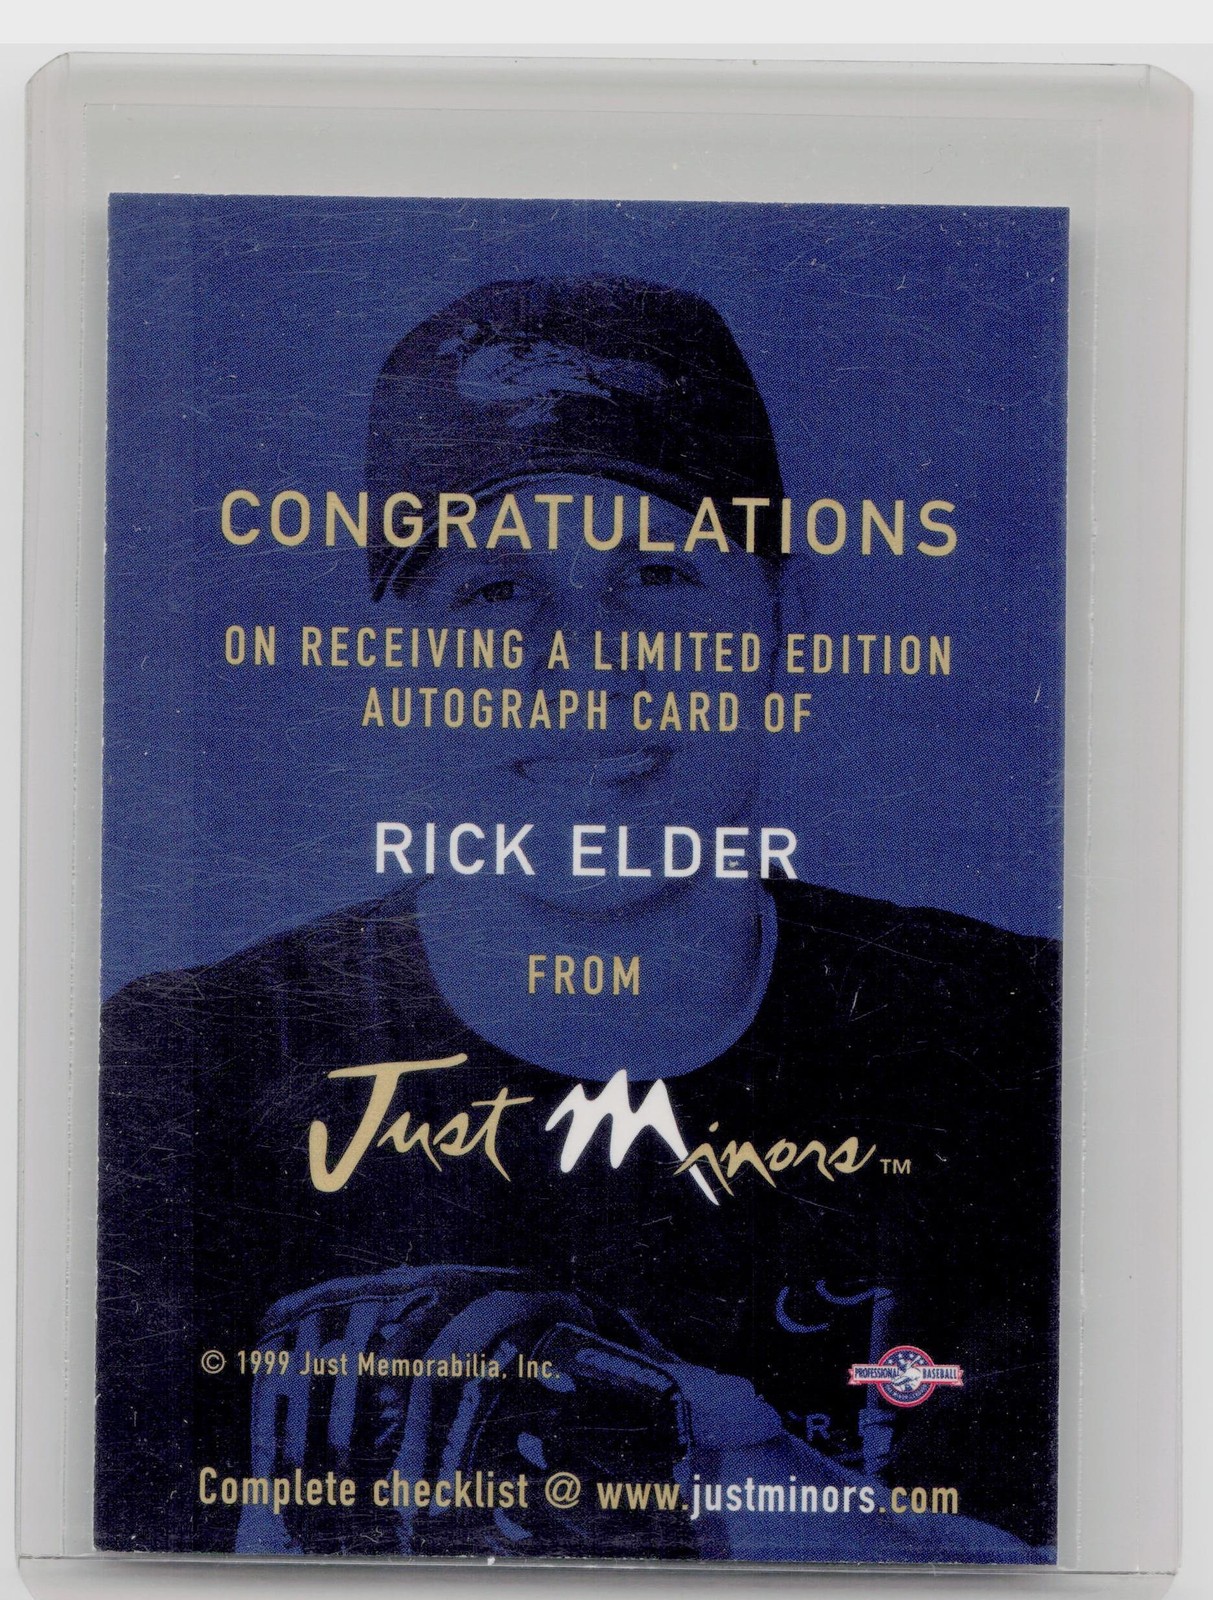 CONGRATULATIONS
ON RECEIVING A LIMITED EDITION
AUTOGRAPH CARD OF
RICK ELDER
FROM
Just Minors™
© 1999 Just Memorabilia, Inc.
PROFESSIONAL BASEBALL
Complete checklist @ www.justminors.com